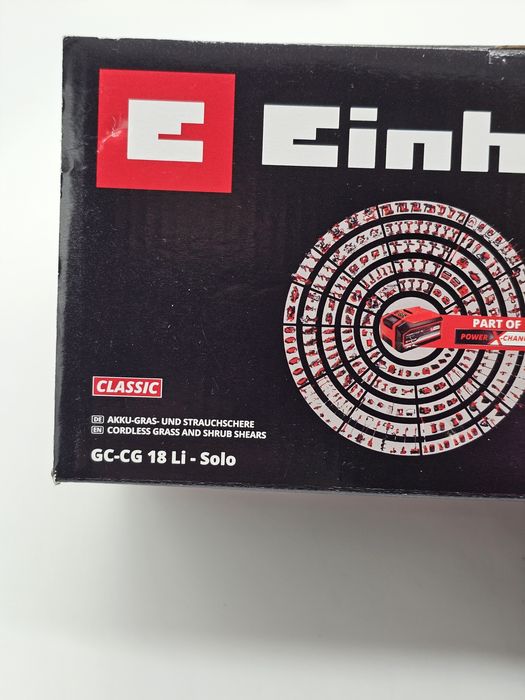 E Einh
PART OF
POWER X-CHAN
CLASSIC
DE AKKU-GRAS- UND STRAUCHSCHERE
EN CORDLESS GRASS AND SHRUB SHEARS
GC-CG 18 Li - Solo